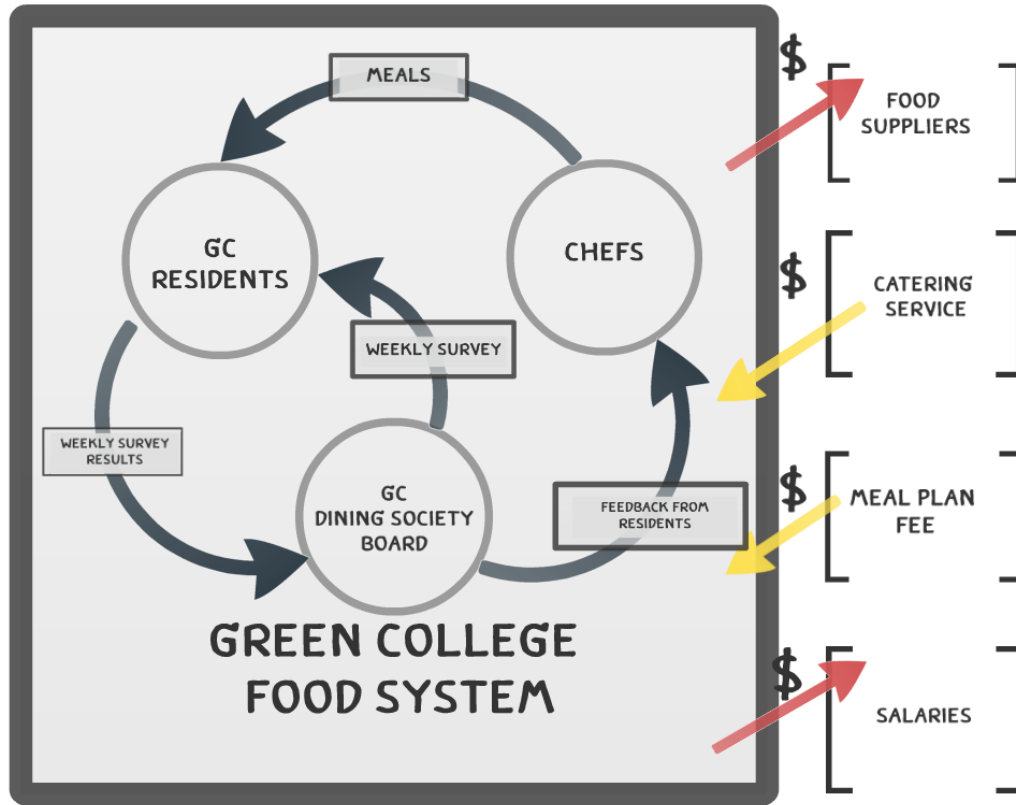 MEALS
GC
RESIDENTS
CHEFS
WEEKLY SURVEY
WEEKLY SURVEY
RESULTS
GC
DINING SOCIETY
BOARD
FEEDBACK FROM
RESIDENTS
GREEN COLLEGE
FOOD SYSTEM
$
FOOD
SUPPLIERS
$
CATERING
SERVICE
$
MEAL PLAN
FEE
$
SALARIES